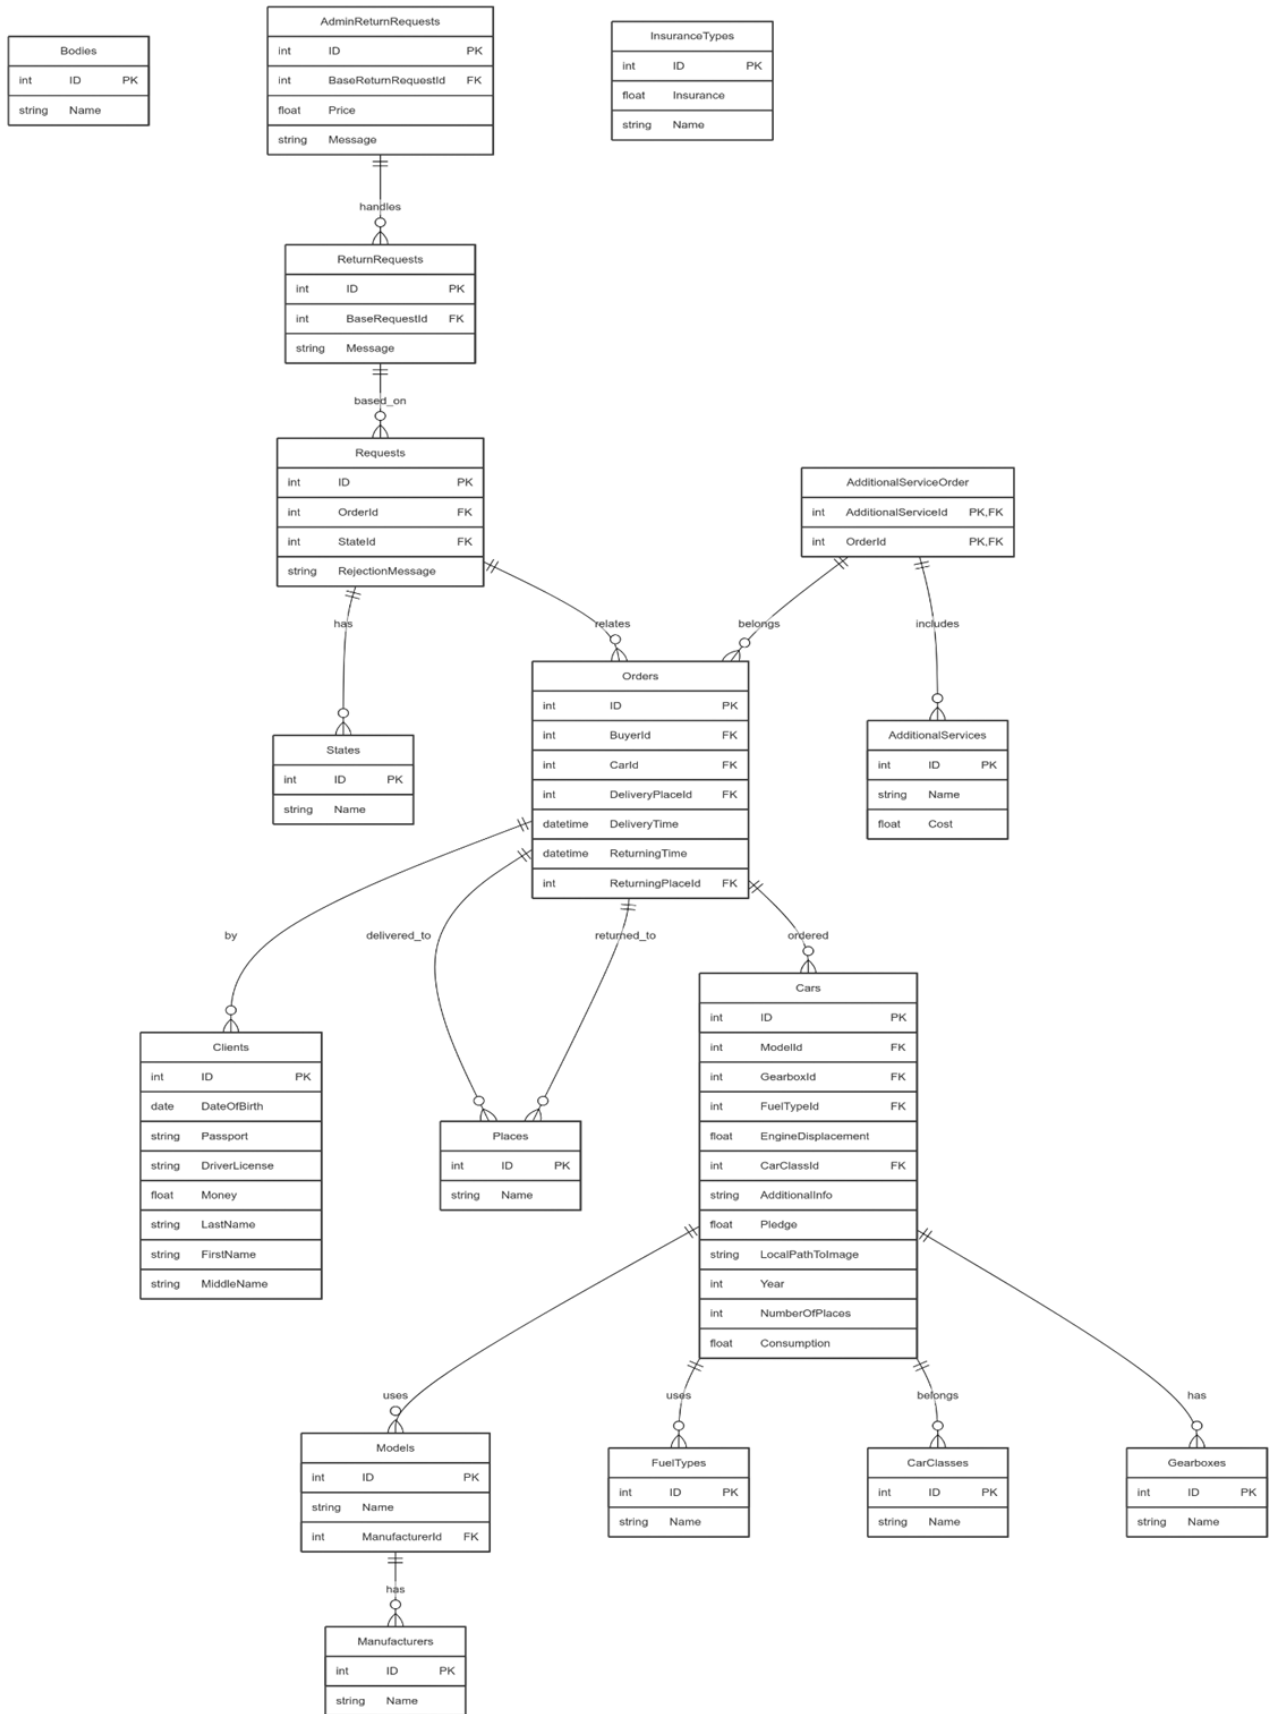 AdminReturnRequests
int ID PK
int BaseReturnRequestId FK
float Price
string Message
Bodies
int ID PK
string Name
InsuranceTypes
int ID PK
float Insurance
string Name
handles
ReturnRequests
int ID PK
int BaseRequestId FK
string Message
based_on
Requests
int ID PK
int OrderId FK
int StateId FK
string RejectionMessage
AdditionalServiceOrder
int AdditionalServiceId PK,FK
int OrderId PK,FK
has
relates
belongs
includes
Orders
int ID PK
int BuyerId FK
int CarId FK
int DeliveryPlaceId FK
datetime DeliveryTime
datetime ReturningTime
int ReturningPlaceId FK
States
int ID PK
string Name
AdditionalServices
int ID PK
string Name
float Cost
by
delivered_to
returned_to
ordered
Clients
int ID PK
date DateOfBirth
string Passport
string DriverLicense
float Money
string LastName
string FirstName
string MiddleName
Places
int ID PK
string Name
Cars
int ID PK
int ModelId FK
int GearboxId FK
int FuelTypeId FK
float EngineDisplacement
int CarClassId FK
string AdditionalInfo
float Pledge
string LocalPathToImage
int Year
int NumberOfPlaces
float Consumption
uses
uses
belongs
has
Models
int ID PK
string Name
int ManufacturerId FK
FuelTypes
int ID PK
string Name
CarClasses
int ID PK
string Name
Gearboxes
int ID PK
string Name
has
Manufacturers
int ID PK
string Name